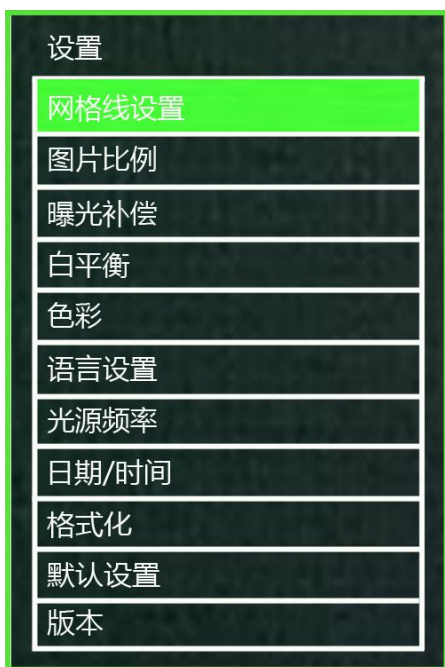 设置
网格线设置
图片比例
曝光补偿
白平衡
色彩
语言设置
光源频率
日期/时间
格式化
默认设置
版本